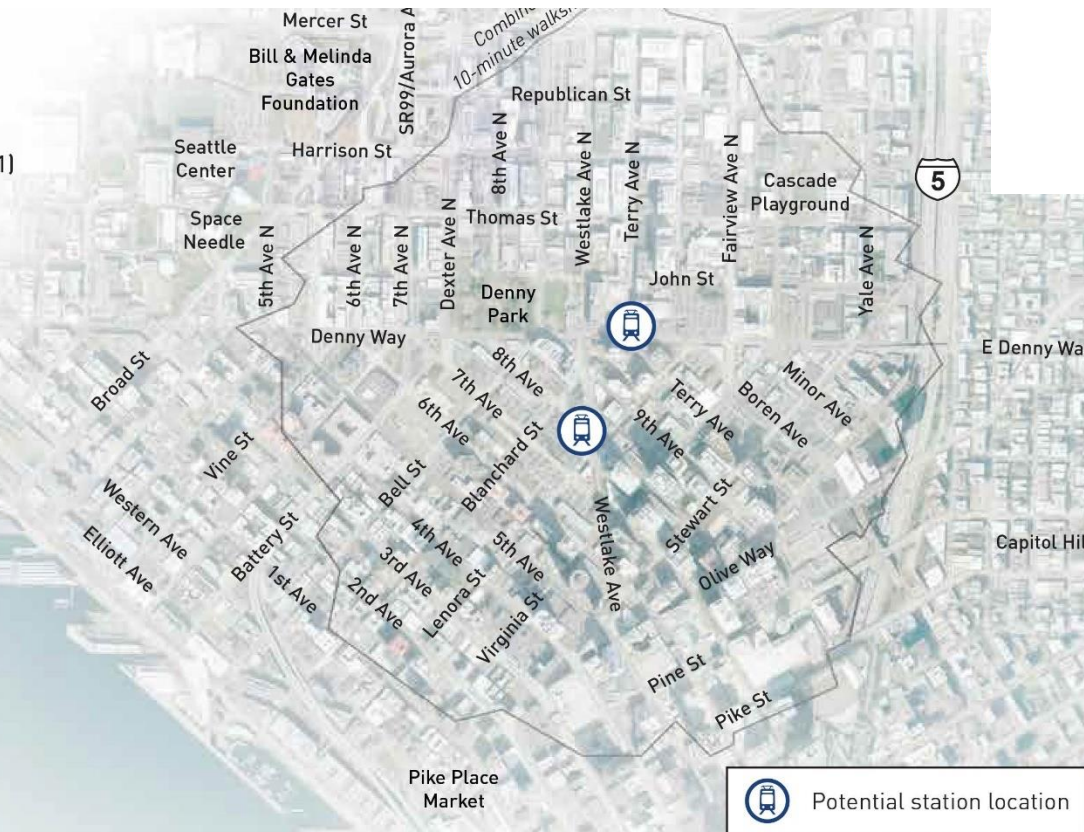 Mercer St
SR99/Aurora A
Combine
10-minute walksh
Bill & Melinda
Gates
Foundation
Republican St
1)
Seattle
Center
Harrison St
8th Ave N
Westlake Ave N
Terry Ave N
Fairview Ave N
Cascade
Playground
5
Space
Needle
5th Ave N
6th Ave N
7th Ave N
Dexter Ave N
Thomas St
John St
Yale Ave N
Denny
Park
Denny Way
E Denny Wa
Broad St
8th Ave
7th Ave
6th Ave
Terry Ave
Boren Ave
Minor Ave
9th Ave
Vine St
Bell St
Blanchard St
Western Ave
Elliott Ave
Battery St
1st Ave
2nd Ave
3rd Ave
4th Ave
5th Ave
Lenora St
Virginia St
Westlake Ave
Stewart St
Olive Way
Capitol Hil
Pine St
Pike St
Pike Place
Market
Potential station location